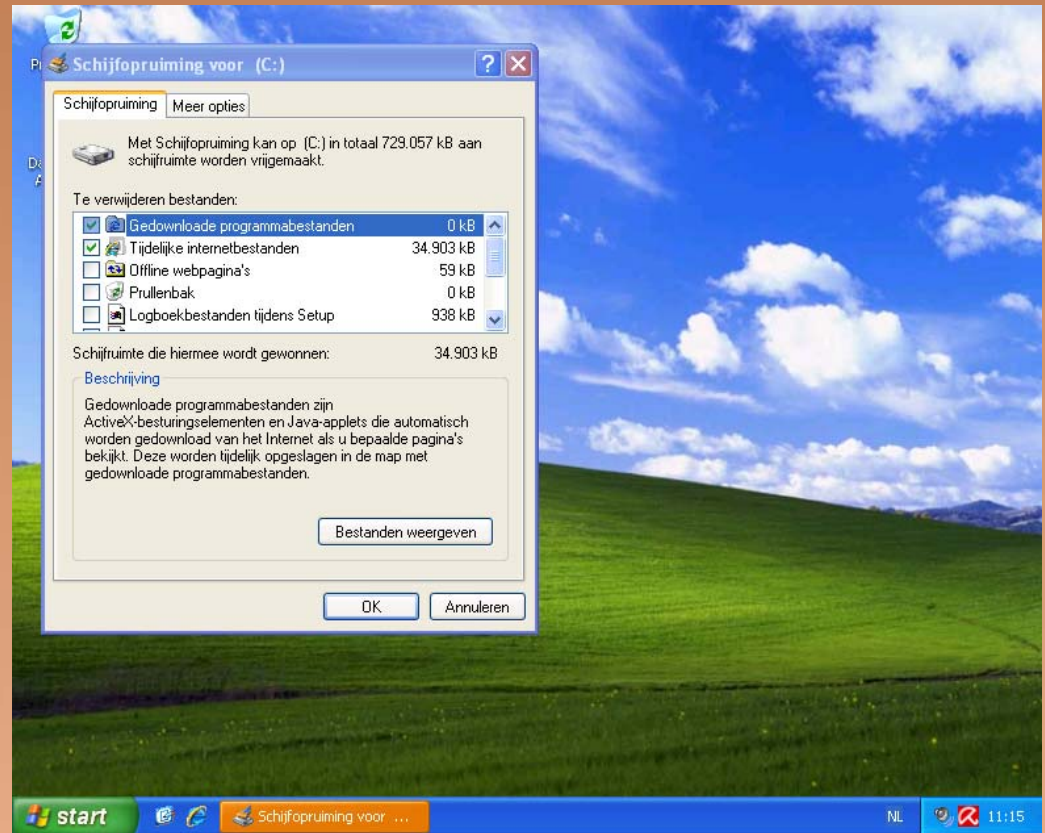 Schijfopruiming voor (C:)
Schijfopruiming
Meer opties
Met Schijfopruiming kan op (C:) in totaal 729.057 kB aan
schijfruimte worden vrijgemaakt.
Te verwijderen bestanden:
Gedownloade programmabestanden 0 kB
Tijdelijke internetbestanden 34.903 kB
Offline webpagina's 59 kB
Prullenbak 0 kB
Logboekbestanden tijdens Setup 938 kB
Schijfruimte die hiermee wordt gewonnen: 34.903 kB
Beschrijving
Gedownloade programmabestanden zijn
ActiveX-besturingselementen en Java-applets die automatisch
worden gedownload van het Internet als u bepaalde pagina's
bekijkt. Deze worden tijdelijk opgeslagen in de map met
gedownloade programmabestanden.
Bestanden weergeven
OK
Annuleren
start
Schijfopruiming voor ...
NL
11:15